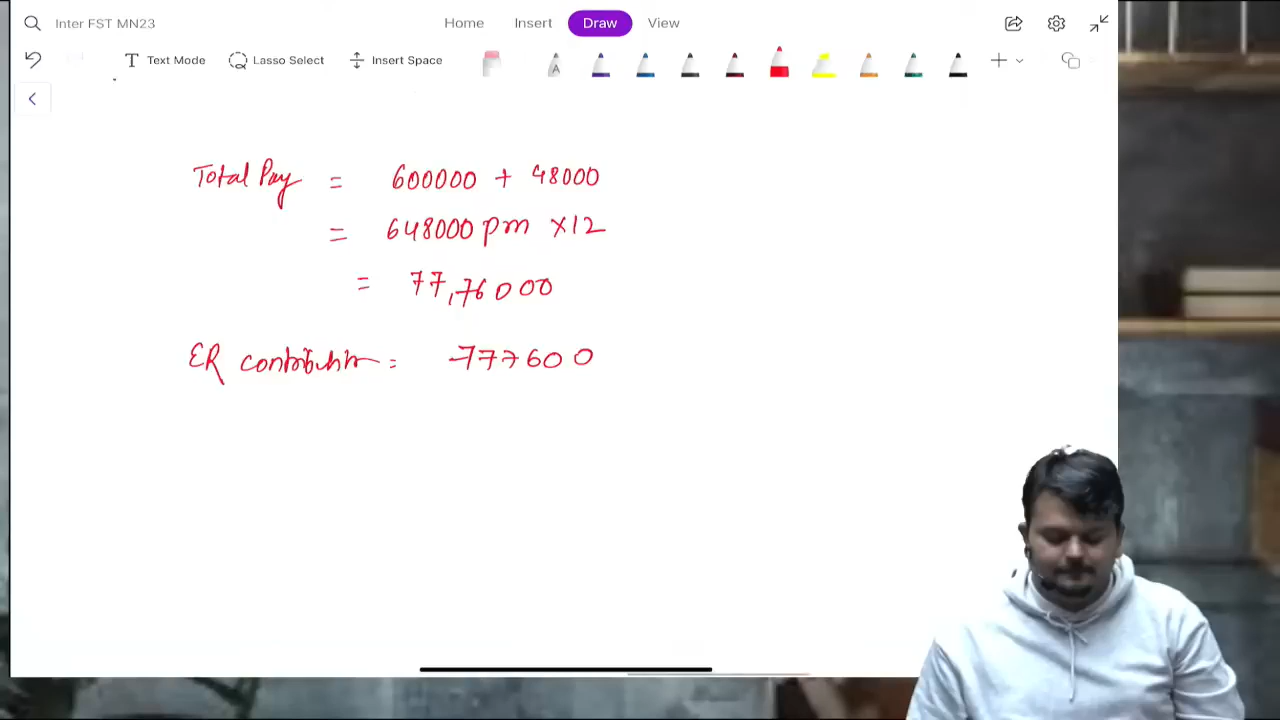 Inter FST MN23
Home Insert Draw View
Text Mode Lasso Select Insert Space
Total Pay = 600000 + 48000
= 648000 pm ×12
= 77,76000
ER contribution = 777600